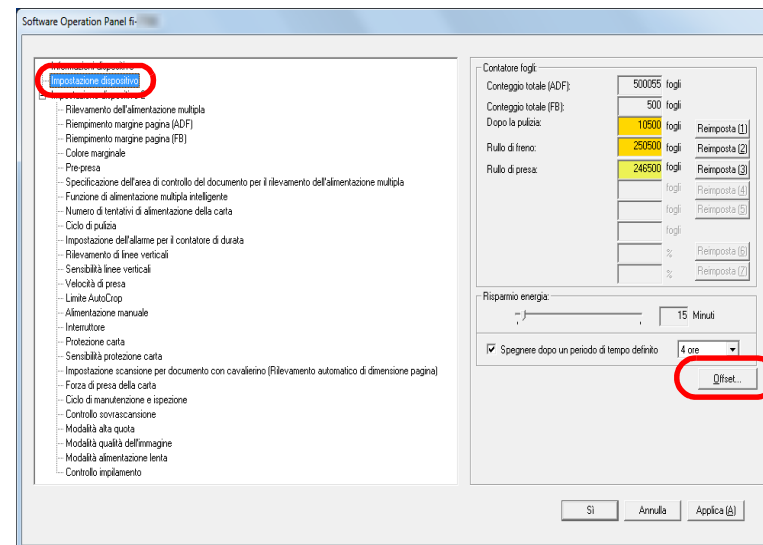 Software Operation Panel fi-
Informazioni dispositivo
Impostazione dispositivo
Impostazione dispositivo 2
Rilevamento dell'alimentazione multipla
Riempimento margine pagina (ADF)
Riempimento margine pagina (FB)
Colore marginale
Pre-presa
Specificazione dell'area di controllo del documento per il rilevamento dell'alimentazione multipla
Funzione di alimentazione multipla intelligente
Numero di tentativi di alimentazione della carta
Ciclo di pulizia
Impostazione dell'allarme per il contatore di durata
Rilevamento di linee verticali
Sensibilità linee verticali
Velocità di presa
Limite AutoCrop
Alimentazione manuale
Interruttore
Protezione carta
Sensibilità protezione carta
Impostazione scansione per documento con cavalierino (Rilevamento automatico di dimensione pagina)
Forza di presa della carta
Ciclo di manutenzione e ispezione
Controllo sovrascansione
Modalità alta quota
Modalità qualità dell'immagine
Modalità alimentazione lenta
Controllo impilamento
Contatore fogli:
Conteggio totale (ADF): 500055 fogli
Conteggio totale (FB): 500 fogli
Dopo la pulizia: 10500 fogli Reimposta (1)
Rullo di freno: 250500 fogli Reimposta (2)
Rullo di presa: 246500 fogli Reimposta (3)
fogli Reimposta (4)
fogli Reimposta (5)
fogli
% Reimposta (6)
% Reimposta (7)
Risparmio energia:
15 Minuti
Spegnere dopo un periodo di tempo definito 4 ore
Offset...
Sì Annulla Applica (A)